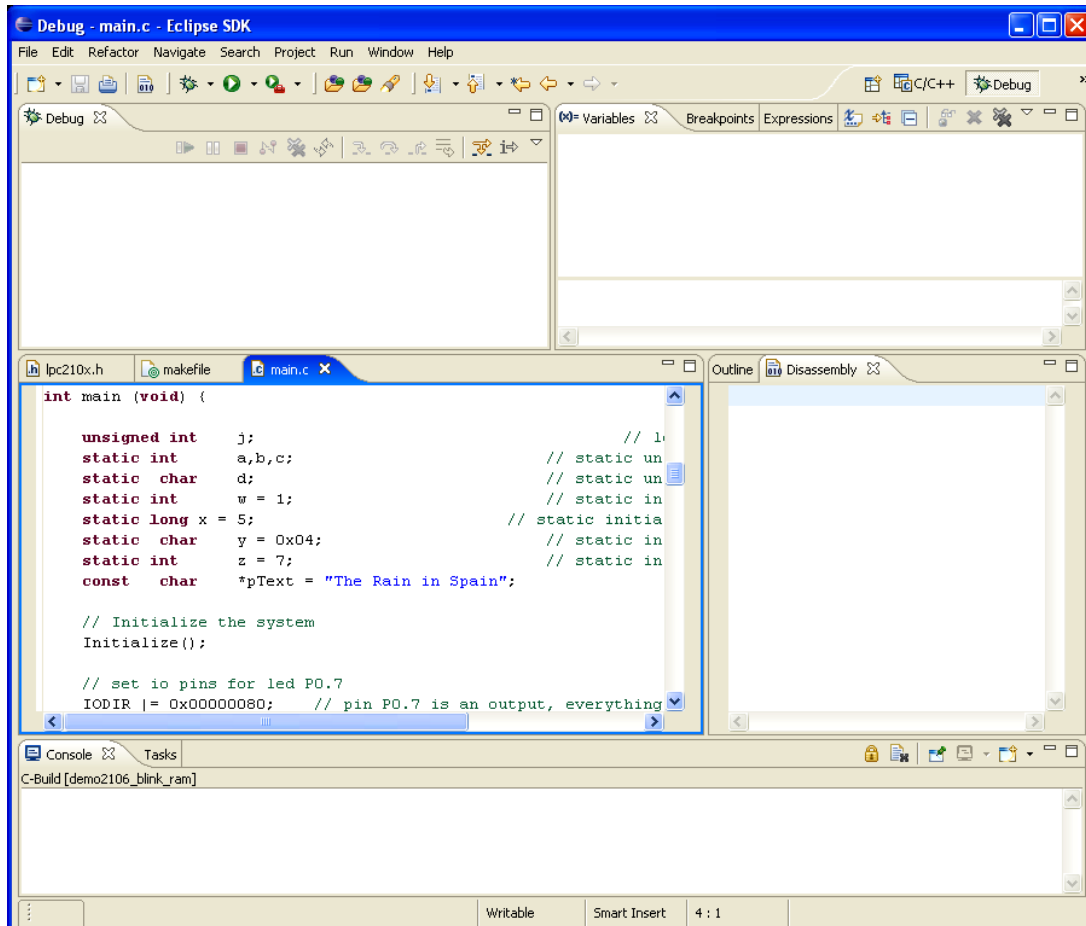 Debug - main.c - Eclipse SDK
File Edit Refactor Navigate Search Project Run Window Help
C/C++ Debug »
Debug
(x)= Variables Breakpoints Expressions
lpc210x.h makefile main.c
Outline Disassembly
int main (void) {
unsigned int j; //
static int a,b,c; // static un
static char d; // static un
static int w = 1; // static in
static long x = 5; // static initia
static char y = 0x04; // static in
static int z = 7; // static in
const char *pText = "The Rain in Spain";
// Initialize the system
Initialize();
// set io pins for led P0.7
IODIR |= 0x00000080; // pin P0.7 is an output, everything
Console Tasks
C-Build [demo2106_blink_ram]
Writable Smart Insert 4 : 1